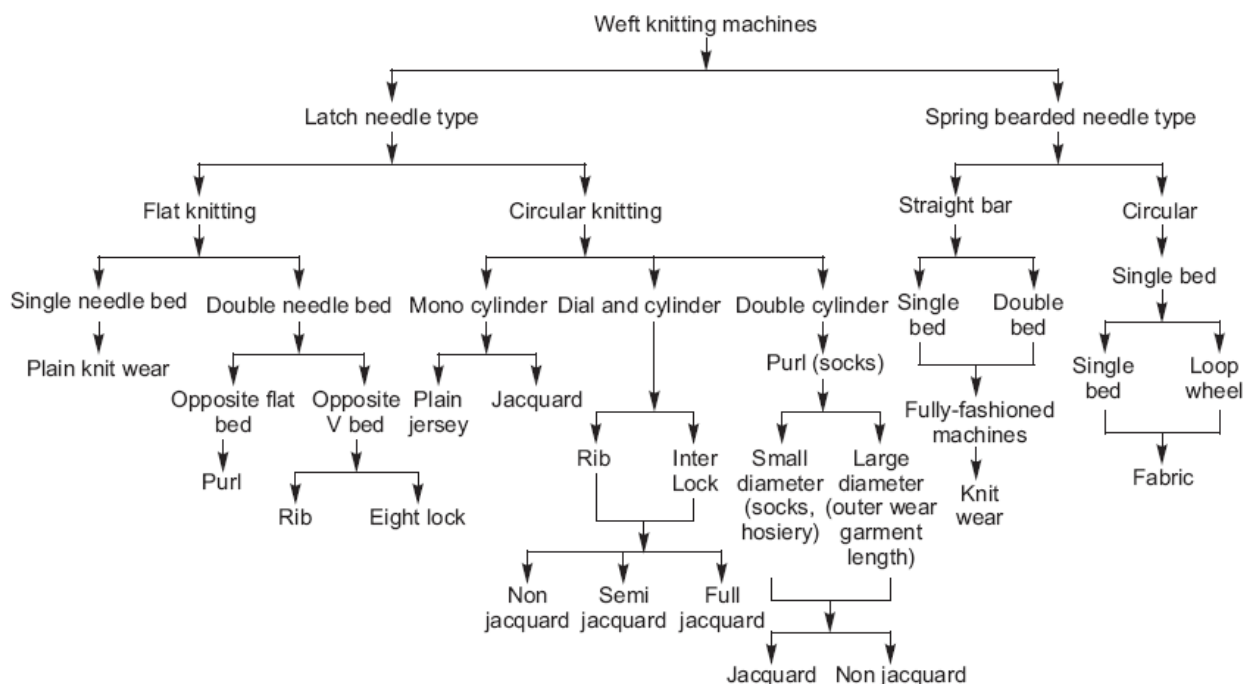 Weft knitting machines
Latch needle type
Spring bearded needle type
Flat knitting
Circular knitting
Straight bar
Circular
Single needle bed
Double needle bed
Mono cylinder
Dial and cylinder
Double cylinder
Single
bed
Double
bed
Single bed
Plain knit wear
Opposite flat
bed
Opposite
V bed
Plain
jersey
Jacquard
Purl (socks)
Fully-fashioned
machines
Single
bed
Loop
wheel
Purl
Rib
Eight lock
Rib
Inter
Lock
Small
diameter
(socks,
hosiery)
Large
diameter
(outer wear
garment
length)
Knit
wear
Fabric
Non
jacquard
Semi
jacquard
Full
jacquard
Jacquard
Non jacquard